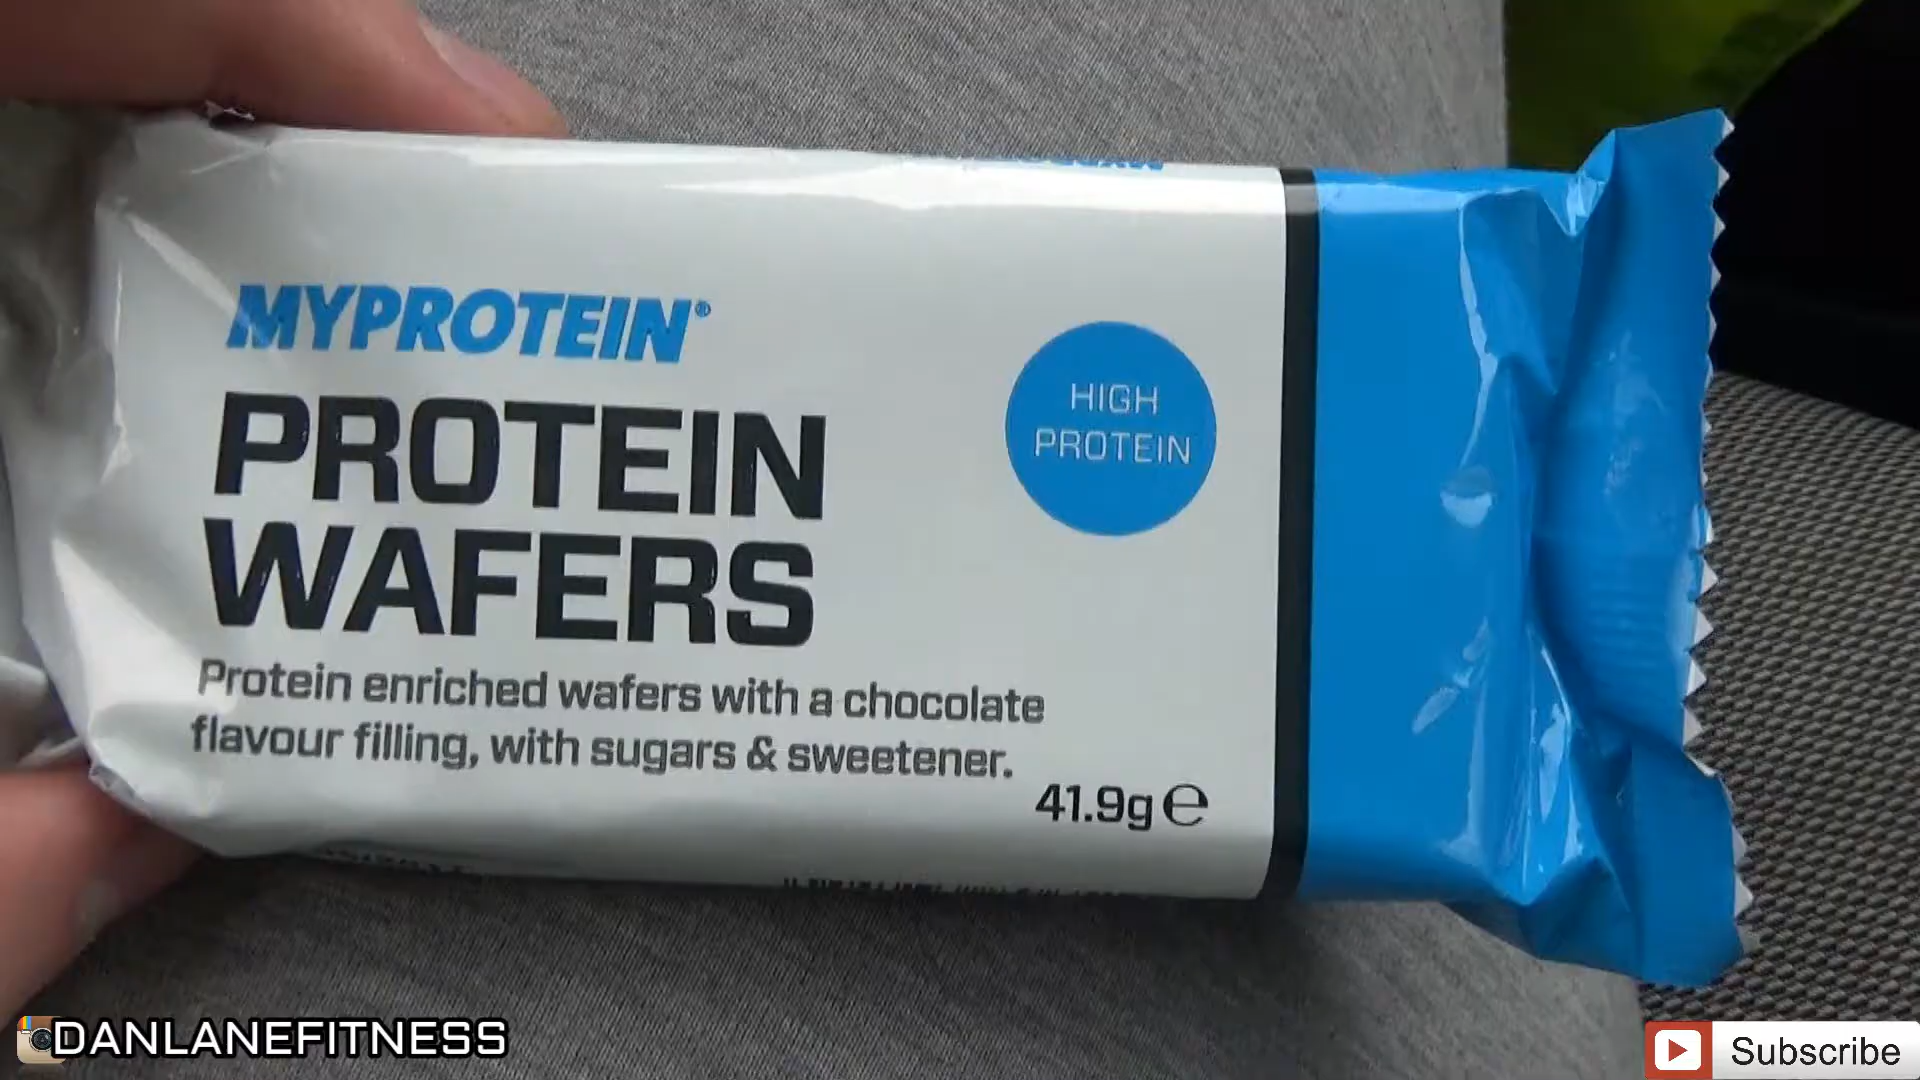 MYPROTEIN®
PROTEIN
WAFERS
Protein enriched wafers with a chocolate
flavour filling, with sugars & sweetener.
41.9g ℮
HIGH
PROTEIN
DANLANEFITNESS
Subscribe